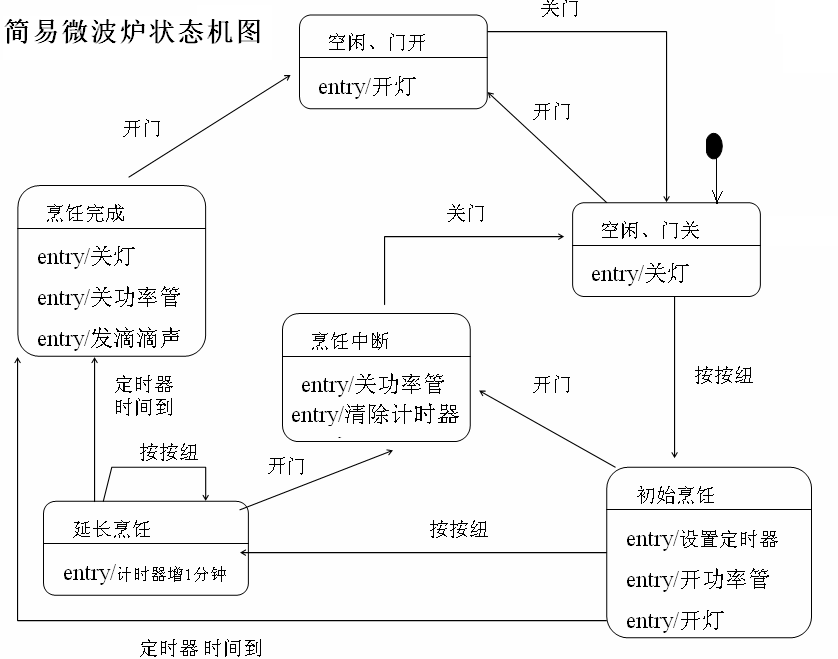 简易微波炉状态机图
关门
空闲、门开
entry/开灯
开门
开门
烹饪完成
entry/关灯
entry/关功率管
entry/发滴滴声
关门
空闲、门关
entry/关灯
烹饪中断
entry/关功率管
entry/清除计时器
定时器
时间到
开门
按按纽
按按纽
开门
延长烹饪
entry/计时器增1分钟
按按纽
初始烹饪
entry/设置定时器
entry/开功率管
entry/开灯
定时器 时间到